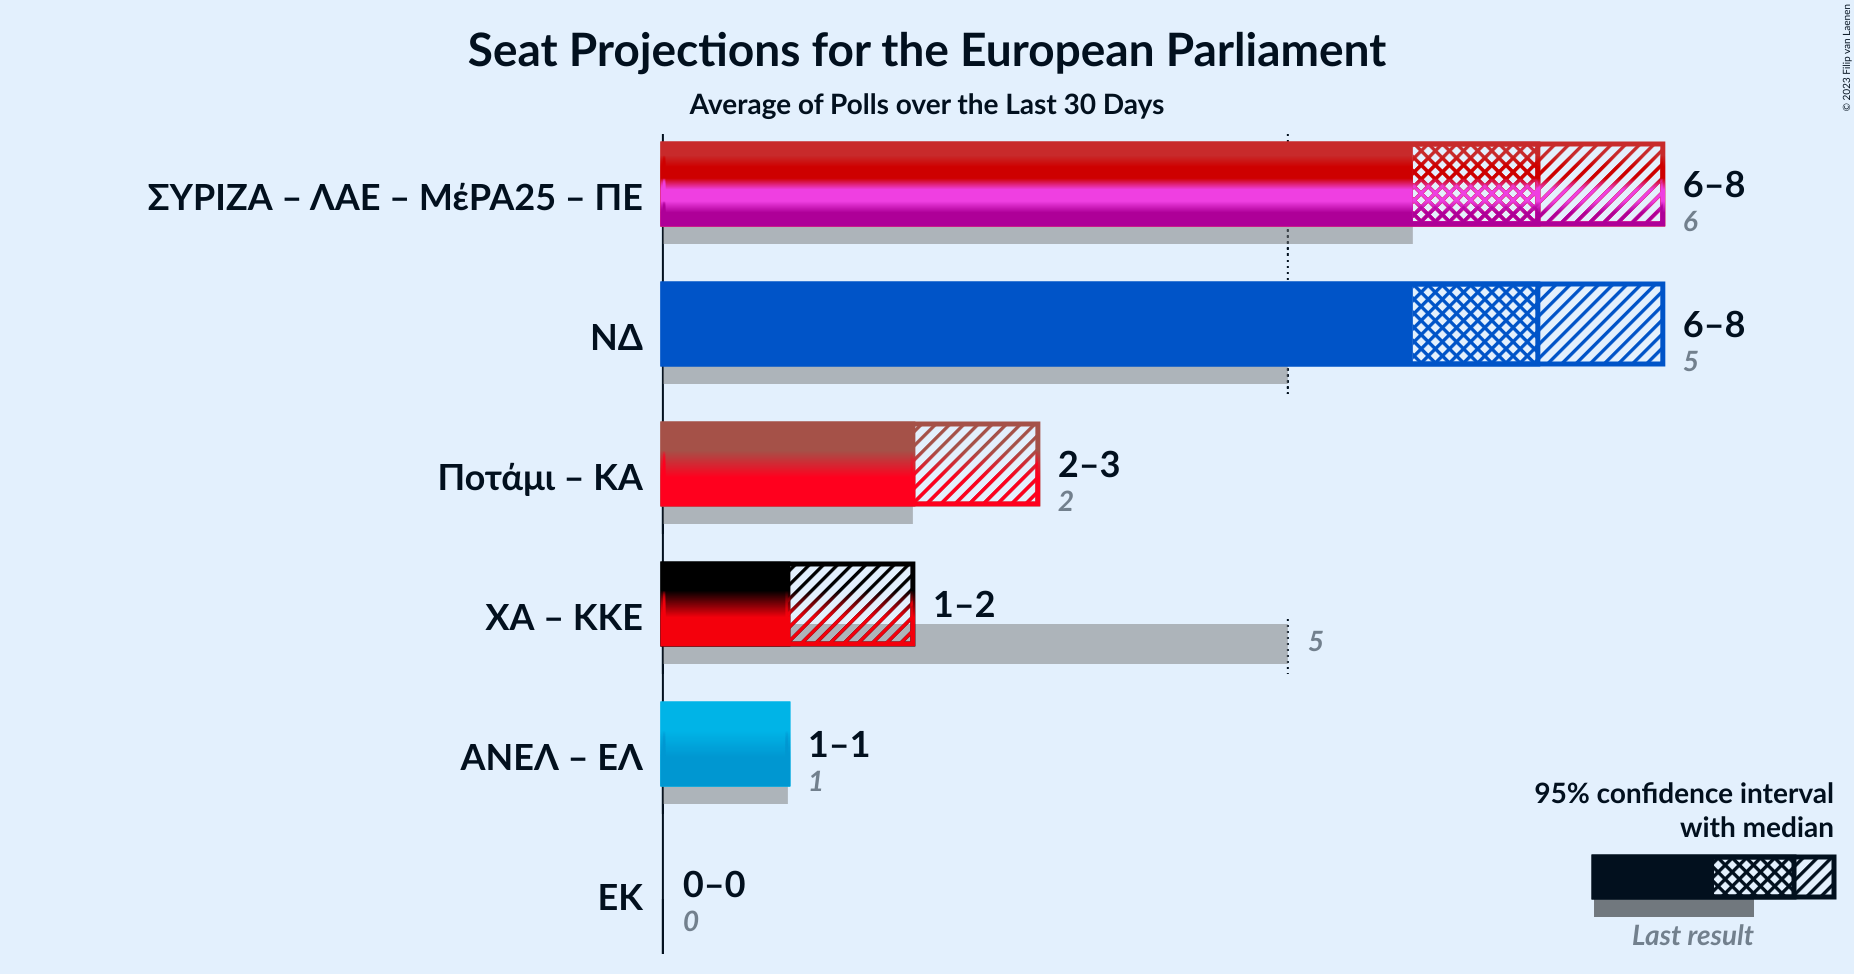 Seat Projections for the European Parliament
Average of Polls over the Last 30 Days
© 2023 Filip van Laenen
ΣΥΡΙΖΑ – ΛΑΕ – ΜέΡΑ25 – ΠΕ
6–8
6
ΝΔ
6–8
5
Ποτάμι – ΚΑ
2–3
2
ΧΑ – ΚΚΕ
1–2
5
ΑΝΕΛ – ΕΛ
1–1
1
ΕΚ
0–0
0
95% confidence interval
with median
Last result